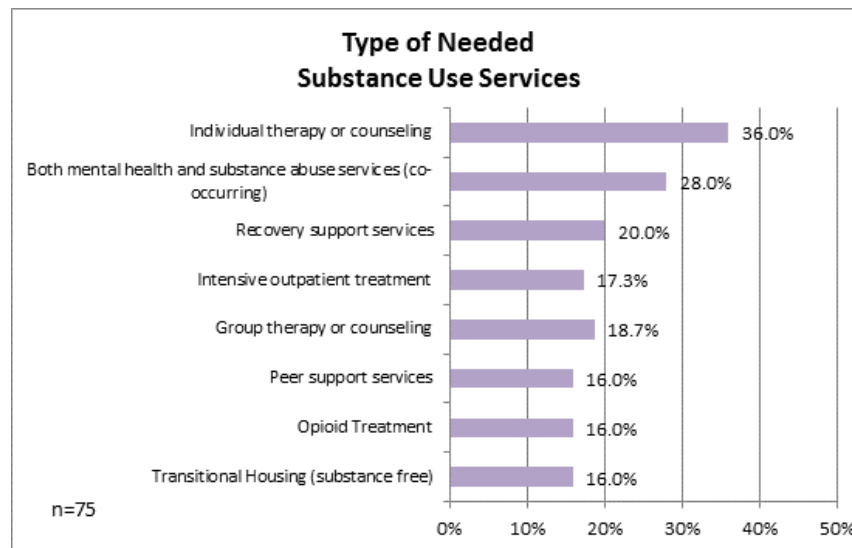 Type of Needed
Substance Use Services
Individual therapy or counseling
36.0%
Both mental health and substance abuse services (co-
occurring)
28.0%
Recovery support services
20.0%
Intensive outpatient treatment
17.3%
Group therapy or counseling
18.7%
Peer support services
16.0%
Opioid Treatment
16.0%
Transitional Housing (substance free)
16.0%
n=75
0% 10% 20% 30% 40% 50%